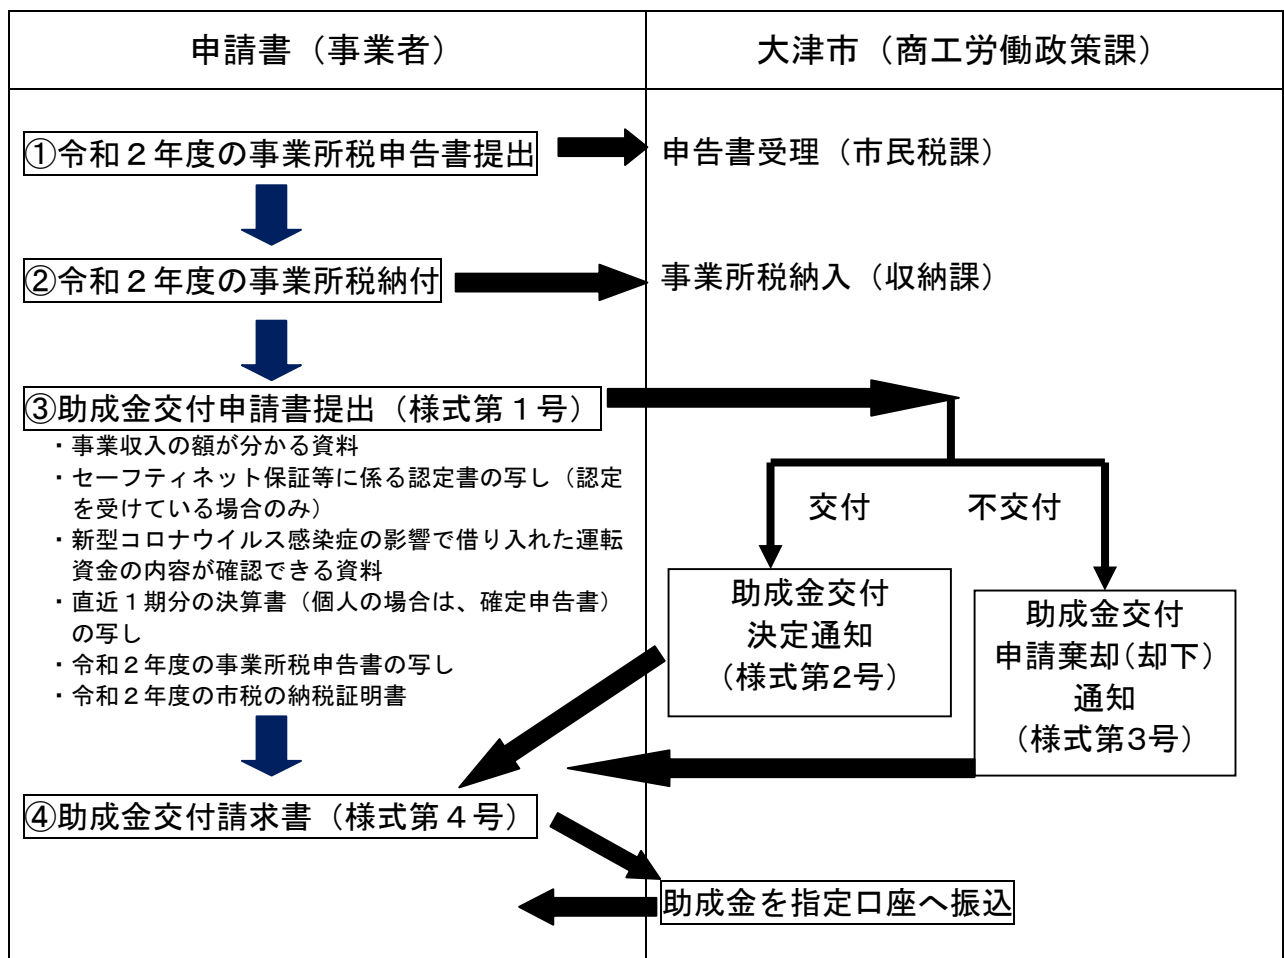 申請書（事業者）
大津市（商工労働政策課）
①令和２年度の事業所税申告書提出
申告書受理（市民税課）
②令和２年度の事業所税納付
事業所税納入（収納課）
③助成金交付申請書提出（様式第１号）
・事業収入の額が分かる資料
・セーフティネット保証等に係る認定書の写し（認定
を受けている場合のみ）
・新型コロナウイルス感染症の影響で借り入れた運転
資金の内容が確認できる資料
・直近１期分の決算書（個人の場合は、確定申告書）
の写し
・令和２年度の事業所税申告書の写し
・令和２年度の市税の納税証明書
交付
不交付
助成金交付
決定通知
（様式第2号）
助成金交付
申請棄却（却下）
通知
（様式第3号）
④助成金交付請求書（様式第４号）
助成金を指定口座へ振込